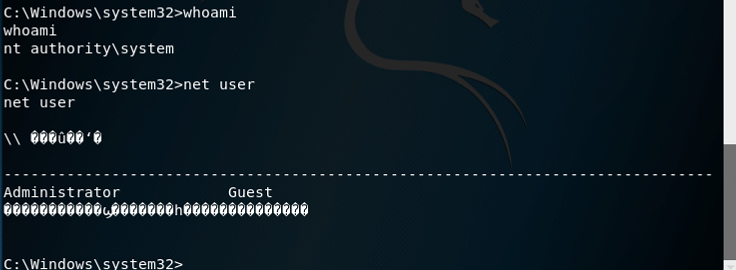 C:\Windows\system32>whoami
whoami
nt authority\system
C:\Windows\system32>net user
net user
\\
-------------------------------------------------------------------------------
Administrator Guest
C:\Windows\system32>